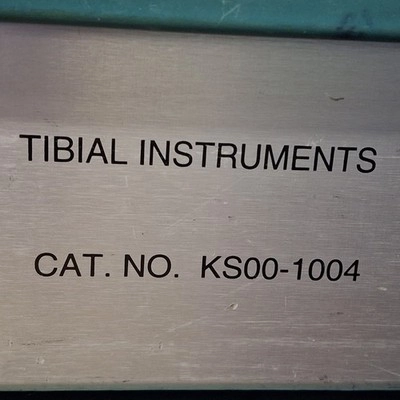 TIBIAL INSTRUMENTS
CAT. NO. KS00-1004